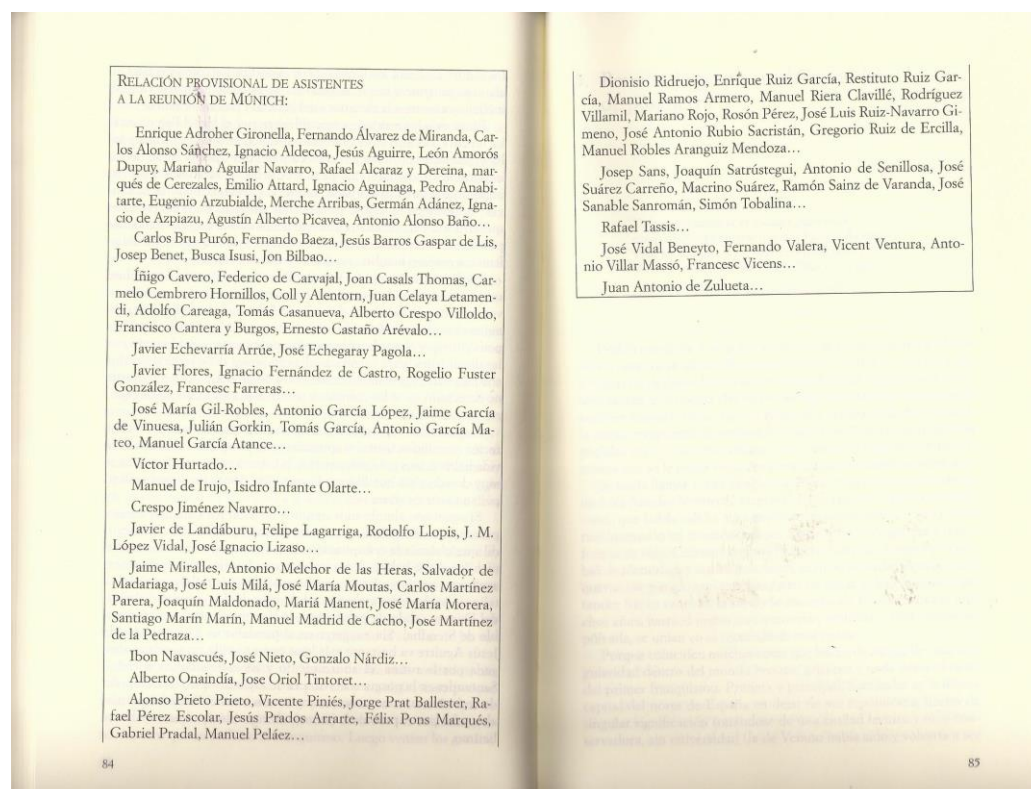 RELACIÓN PROVISIONAL DE ASISTENTES
A LA REUNIÓN DE MÚNICH:
Enrique Adroher Gironella, Fernando Álvarez de Miranda, Car-
los Alonso Sánchez, Ignacio Aldecoa, Jesús Aguirre, León Amorós
Dupuy, Mariano Aguilar Navarro, Rafael Alcaraz y Dereina, mar-
qués de Cerezales, Emilio Attard, Ignacio Aguinaga, Pedro Anabi-
tarte, Eugenio Arzubialde, Merche Arribas, Germán Adánez, Igna-
cio de Azpiazu, Agustín Alberto Picavea, Antonio Alonso Baño…
Carlos Bru Purón, Fernando Baeza, Jesús Barros Gaspar de Lis,
Josep Benet, Busca Isusi, Jon Bilbao…
Íñigo Cavero, Federico de Carvajal, Joan Casals Thomas, Car-
melo Cembrero Hornillos, Coll y Alentorn, Juan Celaya Letamen-
di, Adolfo Careaga, Tomás Casanueva, Alberto Crespo Villoldo,
Francisco Cantera y Burgos, Ernesto Castaño Arévalo…
Javier Echevarría Arrúe, José Echegaray Pagola…
Javier Flores, Ignacio Fernández de Castro, Rogelio Fuster
González, Francesc Farreras…
José María Gil-Robles, Antonio García López, Jaime García
de Vinuesa, Julián Gorkin, Tomás García, Antonio García Ma-
teo, Manuel García Atance…
Víctor Hurtado…
Manuel de Irujo, Isidro Infante Olarte…
Crespo Jiménez Navarro…
Javier de Landáburu, Felipe Lagarriga, Rodolfo Llopis, J. M.
López Vidal, José Ignacio Lizaso…
Jaime Miralles, Antonio Melchor de las Heras, Salvador de
Madariaga, José Luis Milá, José María Moutas, Carlos Martínez
Parera, Joaquín Maldonado, Mariá Manent, José María Morera,
Santiago Marín Marín, Manuel Madrid de Cacho, José Martínez
de la Pedraza…
Ibon Navascués, José Nieto, Gonzalo Nárdiz…
Alberto Onaindía, Jose Oriol Tintoret…
Alonso Prieto Prieto, Vicente Piniés, Jorge Prat Ballester, Ra-
fael Pérez Escolar, Jesús Prados Arrarte, Félix Pons Marqués,
Gabriel Pradal, Manuel Peláez…
84
Dionisio Ridruejo, Enrique Ruiz García, Restituto Ruiz Gar-
cía, Manuel Ramos Armero, Manuel Riera Clavillé, Rodríguez
Villamil, Mariano Rojo, Rosón Pérez, José Luis Ruiz-Navarro Gi-
meno, José Antonio Rubio Sacristán, Gregorio Ruiz de Ercilla,
Manuel Robles Aranguiz Mendoza…
Josep Sans, Joaquín Satrústegui, Antonio de Senillosa, José
Suárez Carreño, Macrino Suárez, Ramón Sainz de Varanda, José
Sanable Sanromán, Simón Tobalina…
Rafael Tassis…
José Vidal Beneyto, Fernando Valera, Vicent Ventura, Anto-
nio Villar Massó, Francesc Vicens…
Juan Antonio de Zulueta…
85